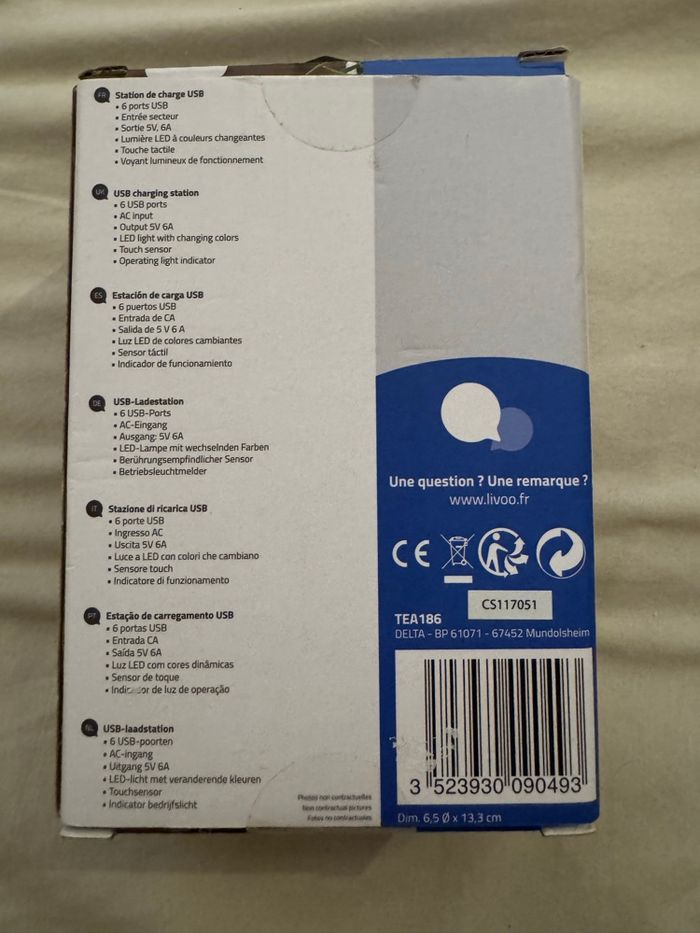 FR
Station de charge USB
• 6 ports USB
• Entrée secteur
• Sortie 5V, 6A
• Lumière LED à couleurs changeantes
• Touche tactile
• Voyant lumineux de fonctionnement
UK
USB charging station
• 6 USB ports
• AC input
• Output 5V 6A
• LED light with changing colors
• Touch sensor
• Operating light indicator
ES
Estación de carga USB
• 6 puertos USB
• Entrada de CA
• Salida de 5 V 6 A
• Luz LED de colores cambiantes
• Sensor táctil
• Indicador de funcionamiento
DE
USB-Ladestation
• 6 USB-Ports
• AC-Eingang
• Ausgang: 5V 6A
• LED-Lampe mit wechselnden Farben
• Berührungsempfindlicher Sensor
• Betriebsleuchtmelder
IT
Stazione di ricarica USB
• 6 porte USB
• Ingresso AC
• Uscita 5V 6A
• Luce a LED con colori che cambiano
• Sensore touch
• Indicatore di funzionamento
PT
Estação de carregamento USB
• 6 portas USB
• Entrada CA
• Saída 5V 6A
• Luz LED com cores dinâmicas
• Sensor de toque
• Indicador de luz de operação
NL
USB-laadstation
• 6 USB-poorten
• AC-ingang
• Uitgang 5V 6A
• LED-licht met veranderende kleuren
• Touchsensor
• Indicator bedrijfslicht
Photos non contractuelles
Non contractual pictures
Fotos no contractuales
Une question ? Une remarque ?
www.livoo.fr
CE
CS117051
TEA186
DELTA - BP 61071 - 67452 Mundolsheim
3 523930 090493
Dim. 6,5 Ø x 13,3 cm